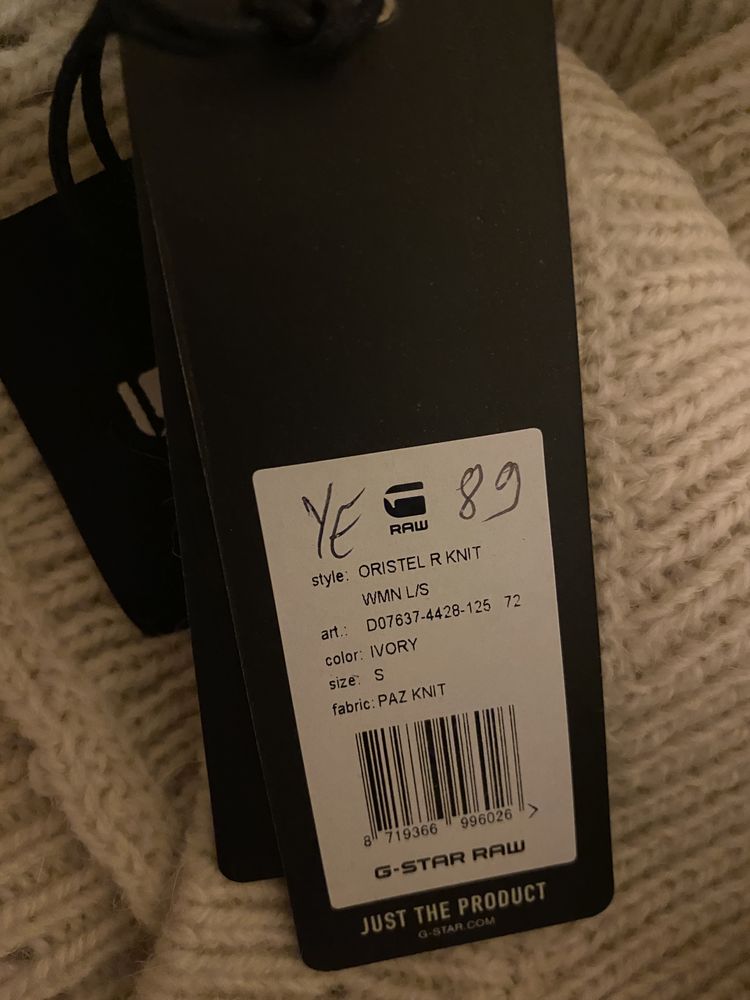 YE 89
RAW
style: ORISTEL R KNIT
WMN L/S
art.: D07637-4428-125 72
color: IVORY
size: S
fabric: PAZ KNIT
8 719366 996026 >
G-STAR RAW
JUST THE PRODUCT
G-STAR.COM